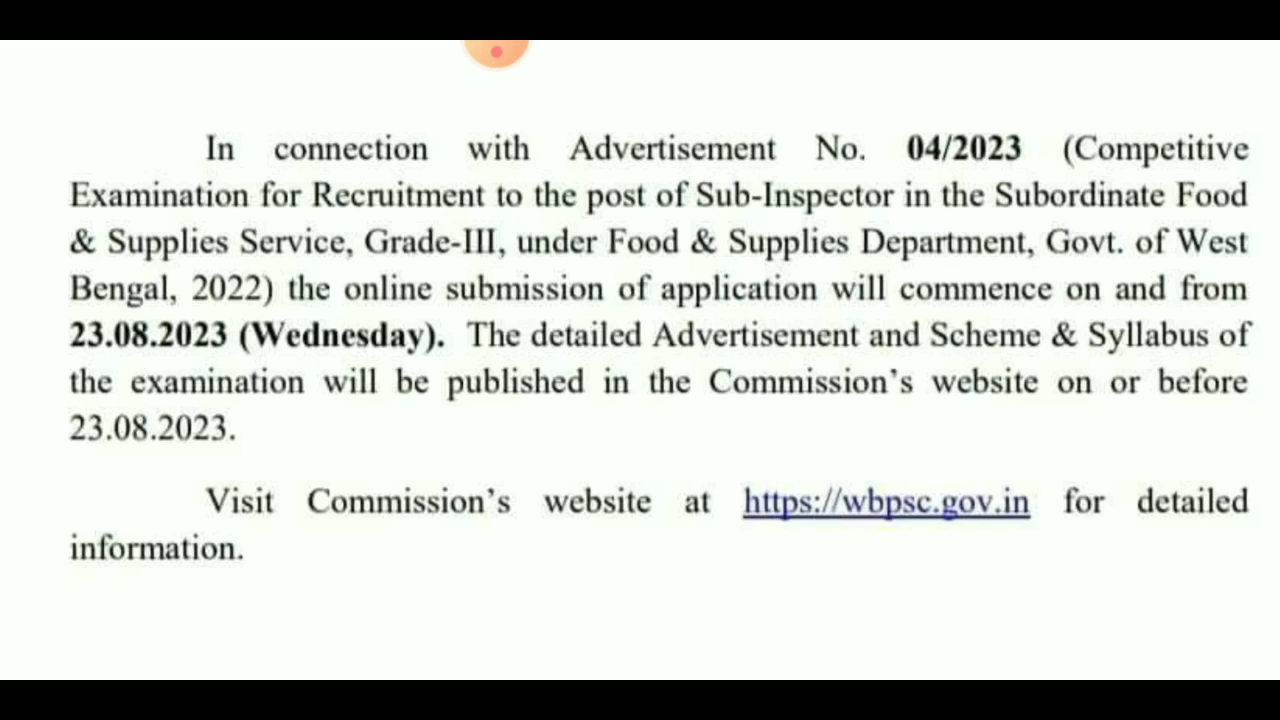 In connection with Advertisement No. 04/2023 (Competitive
Examination for Recruitment to the post of Sub-Inspector in the Subordinate Food
& Supplies Service, Grade-III, under Food & Supplies Department, Govt. of West
Bengal, 2022) the online submission of application will commence on and from
23.08.2023 (Wednesday). The detailed Advertisement and Scheme & Syllabus of
the examination will be published in the Commission's website on or before
23.08.2023.
Visit Commission's website at https://wbpsc.gov.in for detailed
information.